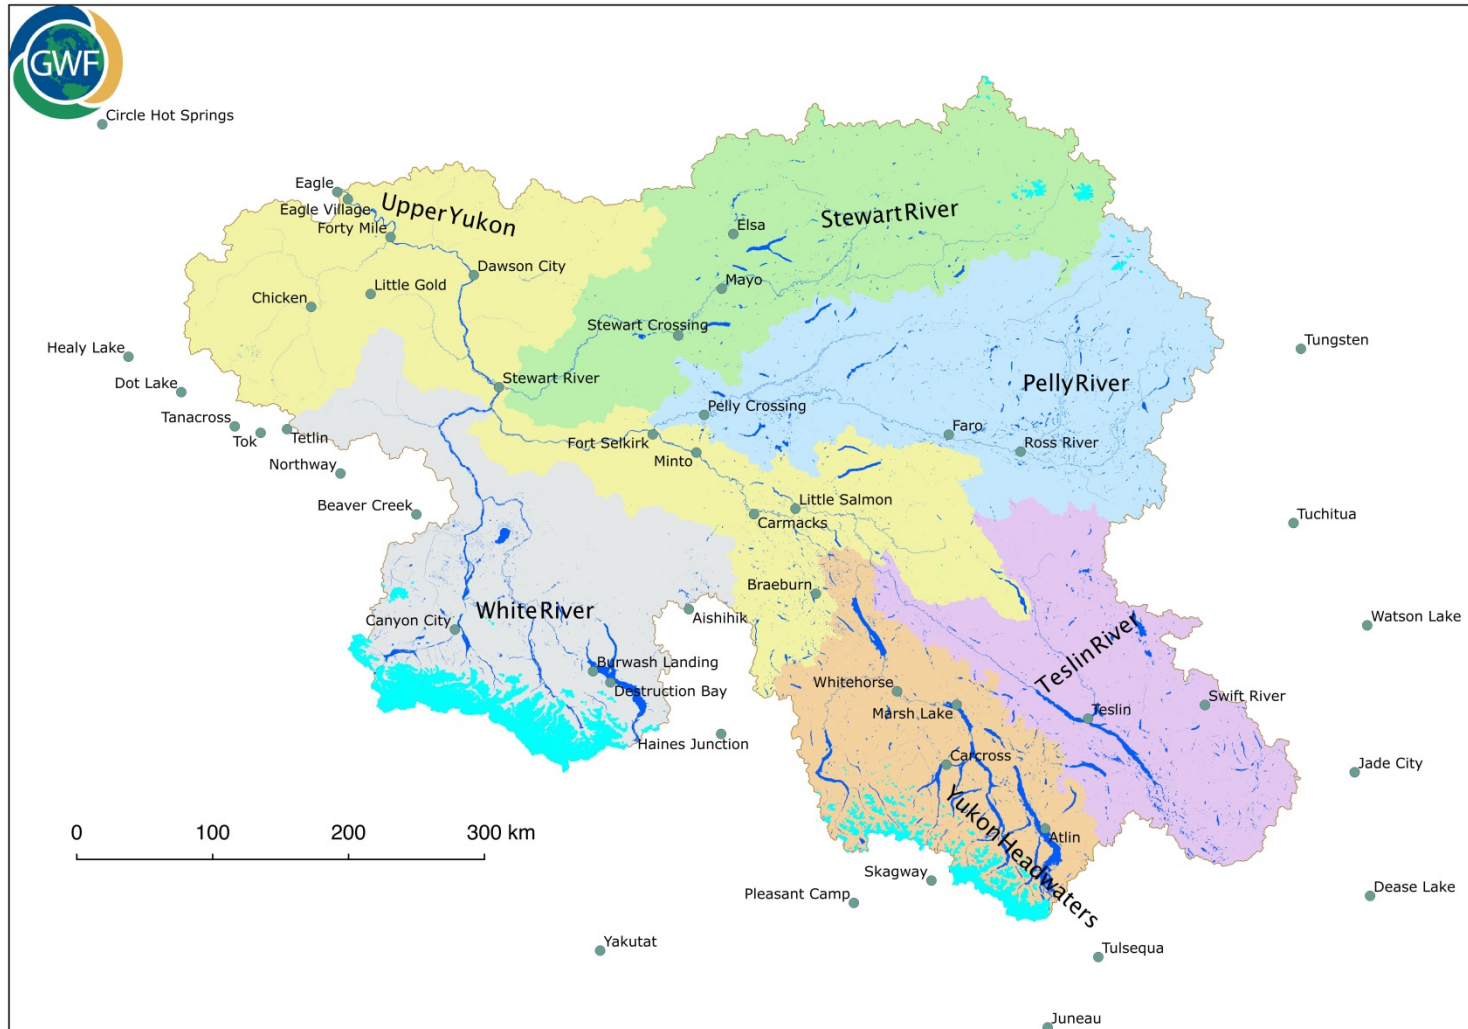 GWF
Circle Hot Springs
Eagle
Eagle Village
UpperYukon
Forty Mile
StewartRiver
Elsa
Dawson City
Mayo
Little Gold
Chicken
Stewart Crossing
Healy Lake
Tungsten
Dot Lake
Stewart River
PellyRiver
Pelly Crossing
Tanacross
Tok
Tetlin
Fort Selkirk
Faro
Ross River
Minto
Northway
Beaver Creek
Little Salmon
Carmacks
Tuchitua
Braeburn
WhiteRiver
Aishihik
Canyon City
Watson Lake
TeslinRiver
Burwash Landing
Destruction Bay
Whitehorse
Marsh Lake
Teslin
Swift River
Haines Junction
Carcross
Jade City
YukonHeadwaters
0 100 200 300 km
Atlin
Skagway
Pleasant Camp
Dease Lake
Yakutat
Tulsequa
Juneau